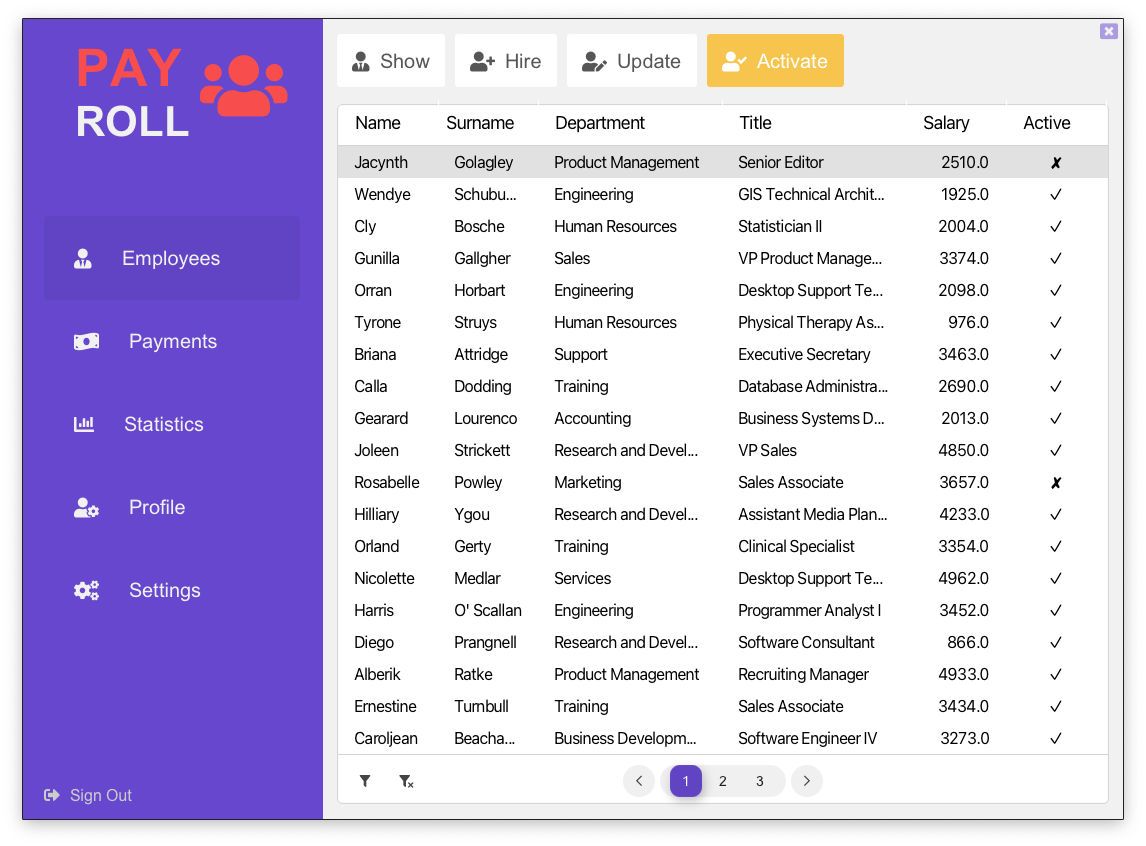 PAY
ROLL
Employees
Payments
Statistics
Profile
Settings
Sign Out
Show Hire Update Activate
Name Surname Department Title Salary Active
Jacynth Golagley Product Management Senior Editor 2510.0 ✗
Wendye Schubu... Engineering GIS Technical Archit... 1925.0 ✓
Cly Bosche Human Resources Statistician II 2004.0 ✓
Gunilla Gallgher Sales VP Product Manage... 3374.0 ✓
Orran Horbart Engineering Desktop Support Te... 2098.0 ✓
Tyrone Struys Human Resources Physical Therapy As... 976.0 ✓
Briana Attridge Support Executive Secretary 3463.0 ✓
Calla Dodding Training Database Administra... 2690.0 ✓
Gearard Lourenco Accounting Business Systems D... 2013.0 ✓
Joleen Strickett Research and Devel... VP Sales 4850.0 ✓
Rosabelle Powley Marketing Sales Associate 3657.0 ✗
Hilliary Ygou Research and Devel... Assistant Media Plan... 4233.0 ✓
Orland Gerty Training Clinical Specialist 3354.0 ✓
Nicolette Medlar Services Desktop Support Te... 4962.0 ✓
Harris O' Scallan Engineering Programmer Analyst I 3452.0 ✓
Diego Prangnell Research and Devel... Software Consultant 866.0 ✓
Alberik Ratke Product Management Recruiting Manager 4933.0 ✓
Ernestine Turnbull Training Sales Associate 3434.0 ✓
Caroljean Beacha... Business Developm... Software Engineer IV 3273.0 ✓
1 2 3